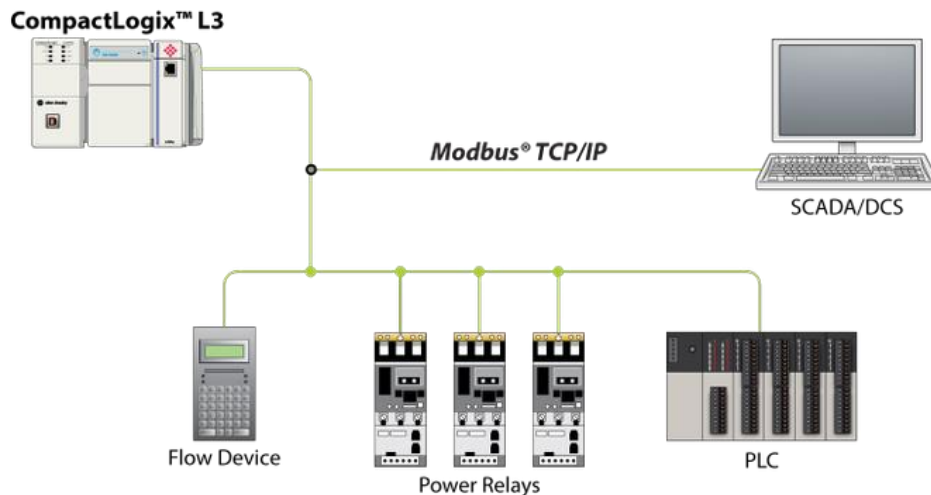 CompactLogix™ L3
Modbus® TCP/IP
SCADA/DCS
Flow Device
Power Relays
PLC